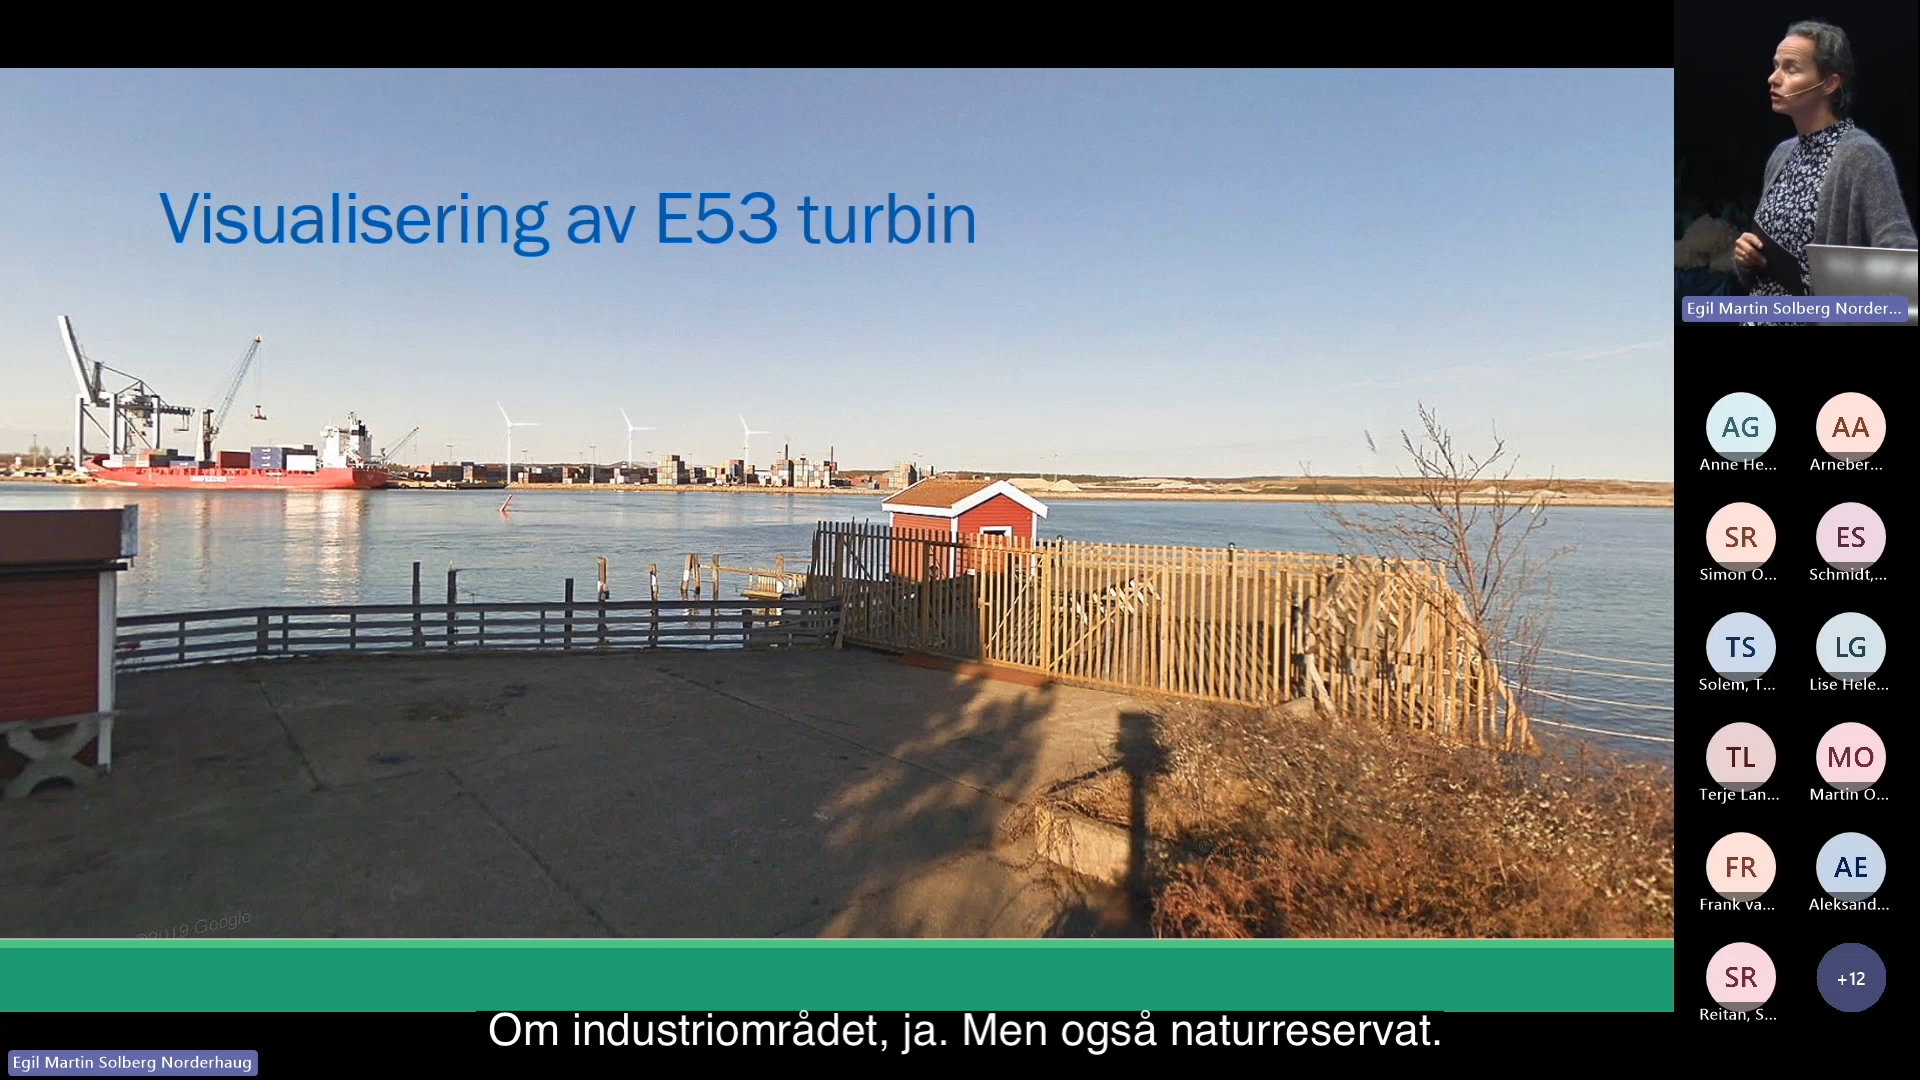 Visualisering av E53 turbin
Egil Martin Solberg Norder...
AG
Anne He...
AA
Arneber...
SR
Simon O...
ES
Schmidt,...
TS
Solem, T...
LG
Lise Hele...
TL
Terje Lan...
MO
Martin O...
FR
Frank va...
AE
Aleksand...
SR
Reitan, S...
+12
©2019 Google
Om industriområdet, ja. Men også naturreservat.
Egil Martin Solberg Norderhaug